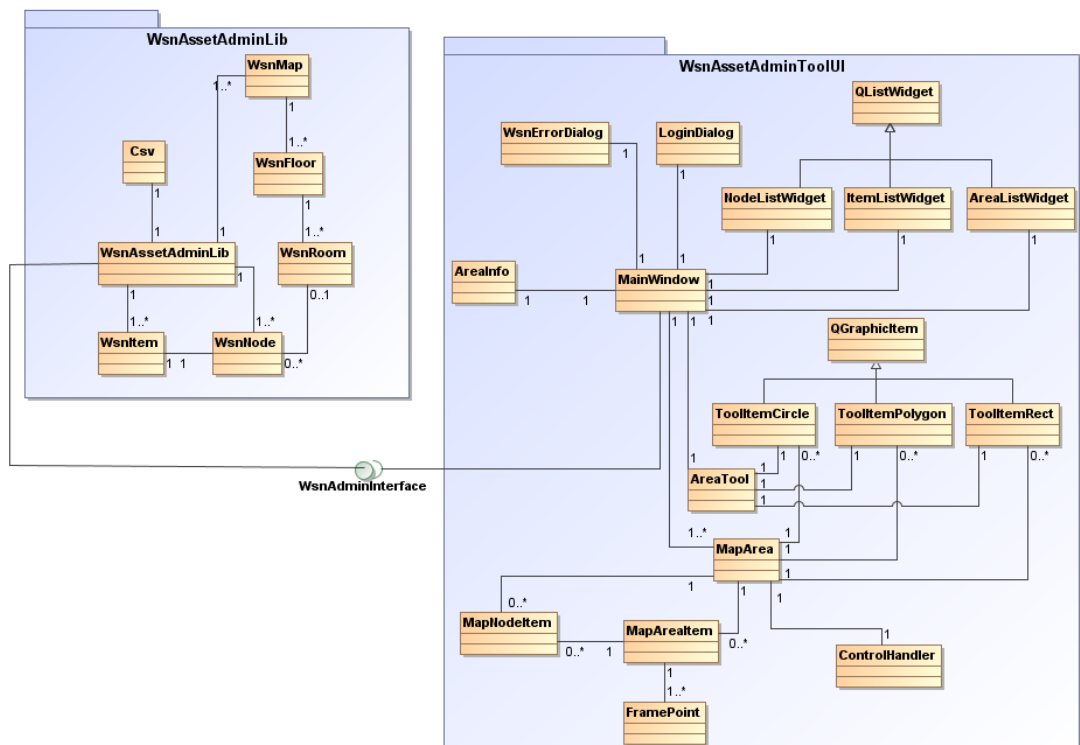 WsnAssetAdminLib
WsnMap
1..*
1
1..*
Csv
WsnFloor
1
1
1
1
1..*
WsnAssetAdminLib
WsnRoom
1
1
0..1
1..*
1..*
WsnItem
WsnNode
1
1
0..*
WsnAdminInterface
WsnAssetAdminToolUI
QListWidget
WsnErrorDialog
LoginDialog
1
1
NodeListWidget
ItemListWidget
AreaListWidget
1
1
1
1
1
AreaInfo
MainWindow
1
1
1
1
1
1
1
1
QGraphicItem
ToolItemCircle
ToolItemPolygon
ToolItemRect
1
0..*
1
0..*
1
0..*
1
1
AreaTool
1
1
1..*
1
MapArea
1
1
1
1
1
0..*
MapNodeItem
MapAreaItem
1
0..*
1
0..*
ControlHandler
1
1..*
FramePoint